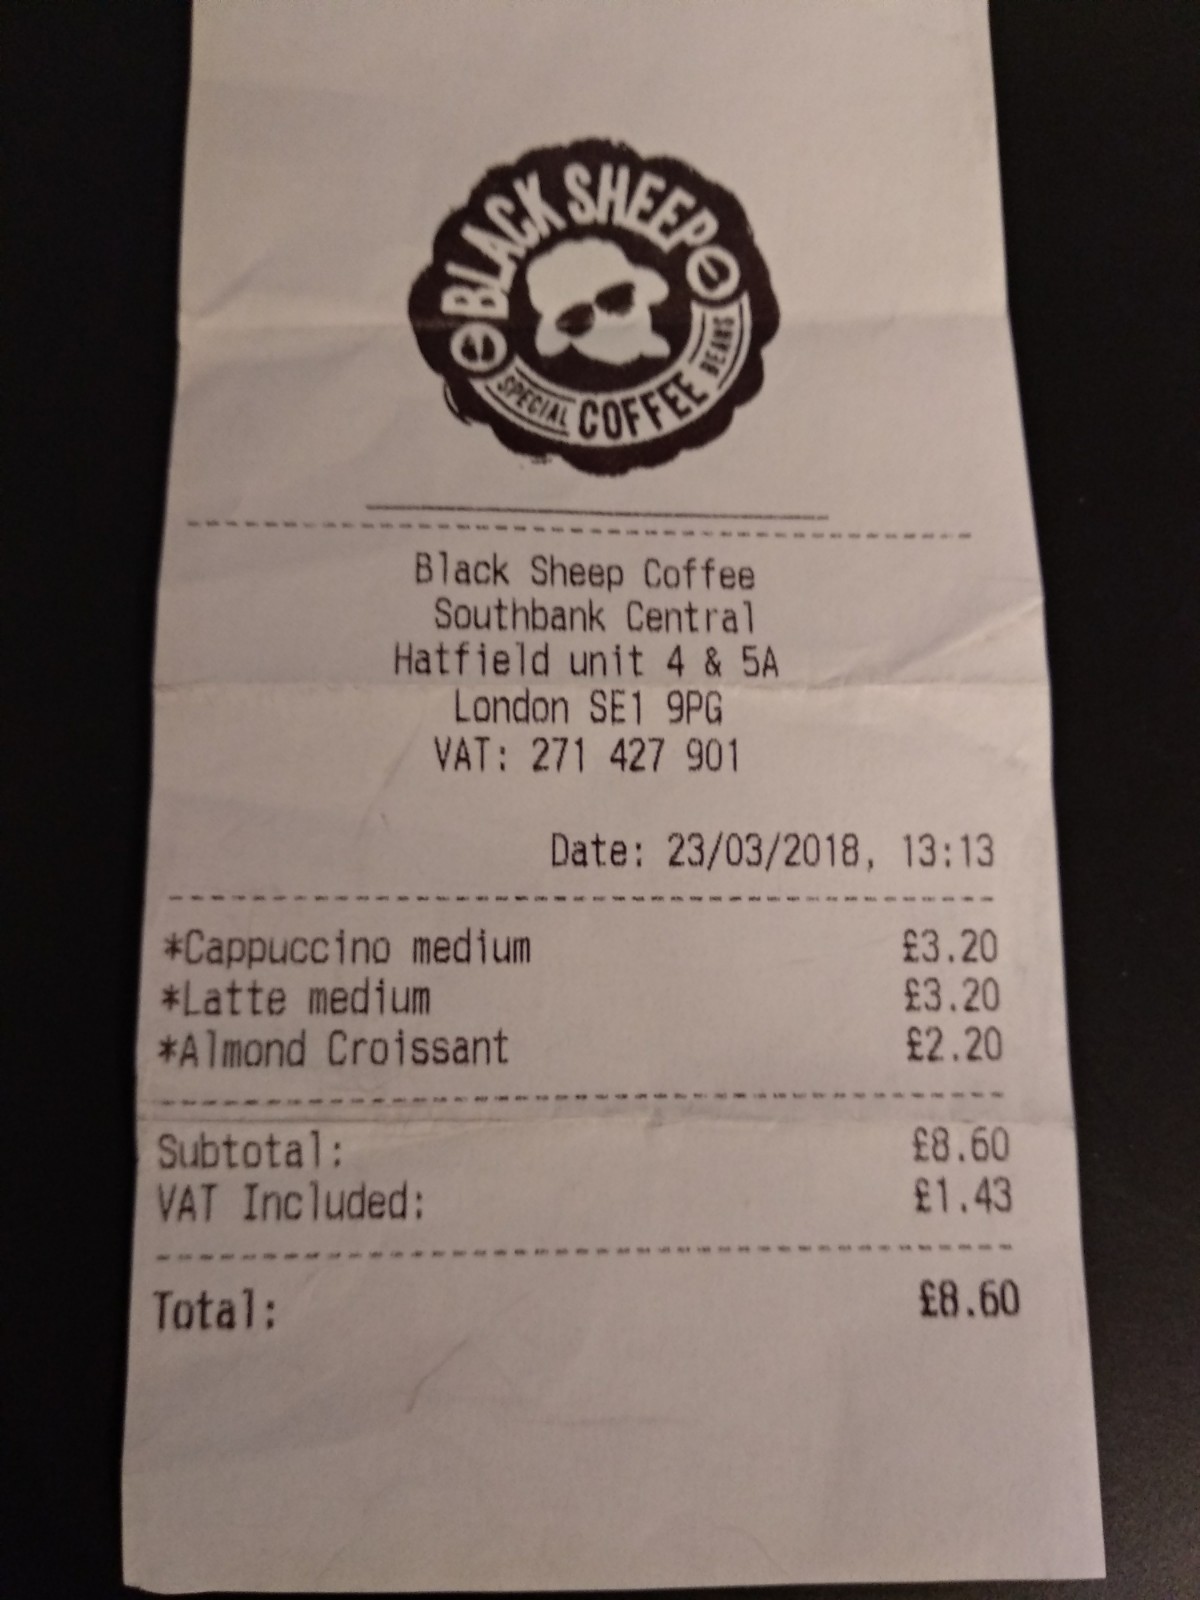 BLACK SHEEP
SPECIAL COFFEE BEANS
Black Sheep Coffee
Southbank Central
Hatfield unit 4 & 5A
London SE1 9PG
VAT: 271 427 901
Date: 23/03/2018, 13:13
*Cappuccino medium £3.20
*Latte medium £3.20
*Almond Croissant £2.20
Subtotal: £8.60
VAT Included: £1.43
Total: £8.60